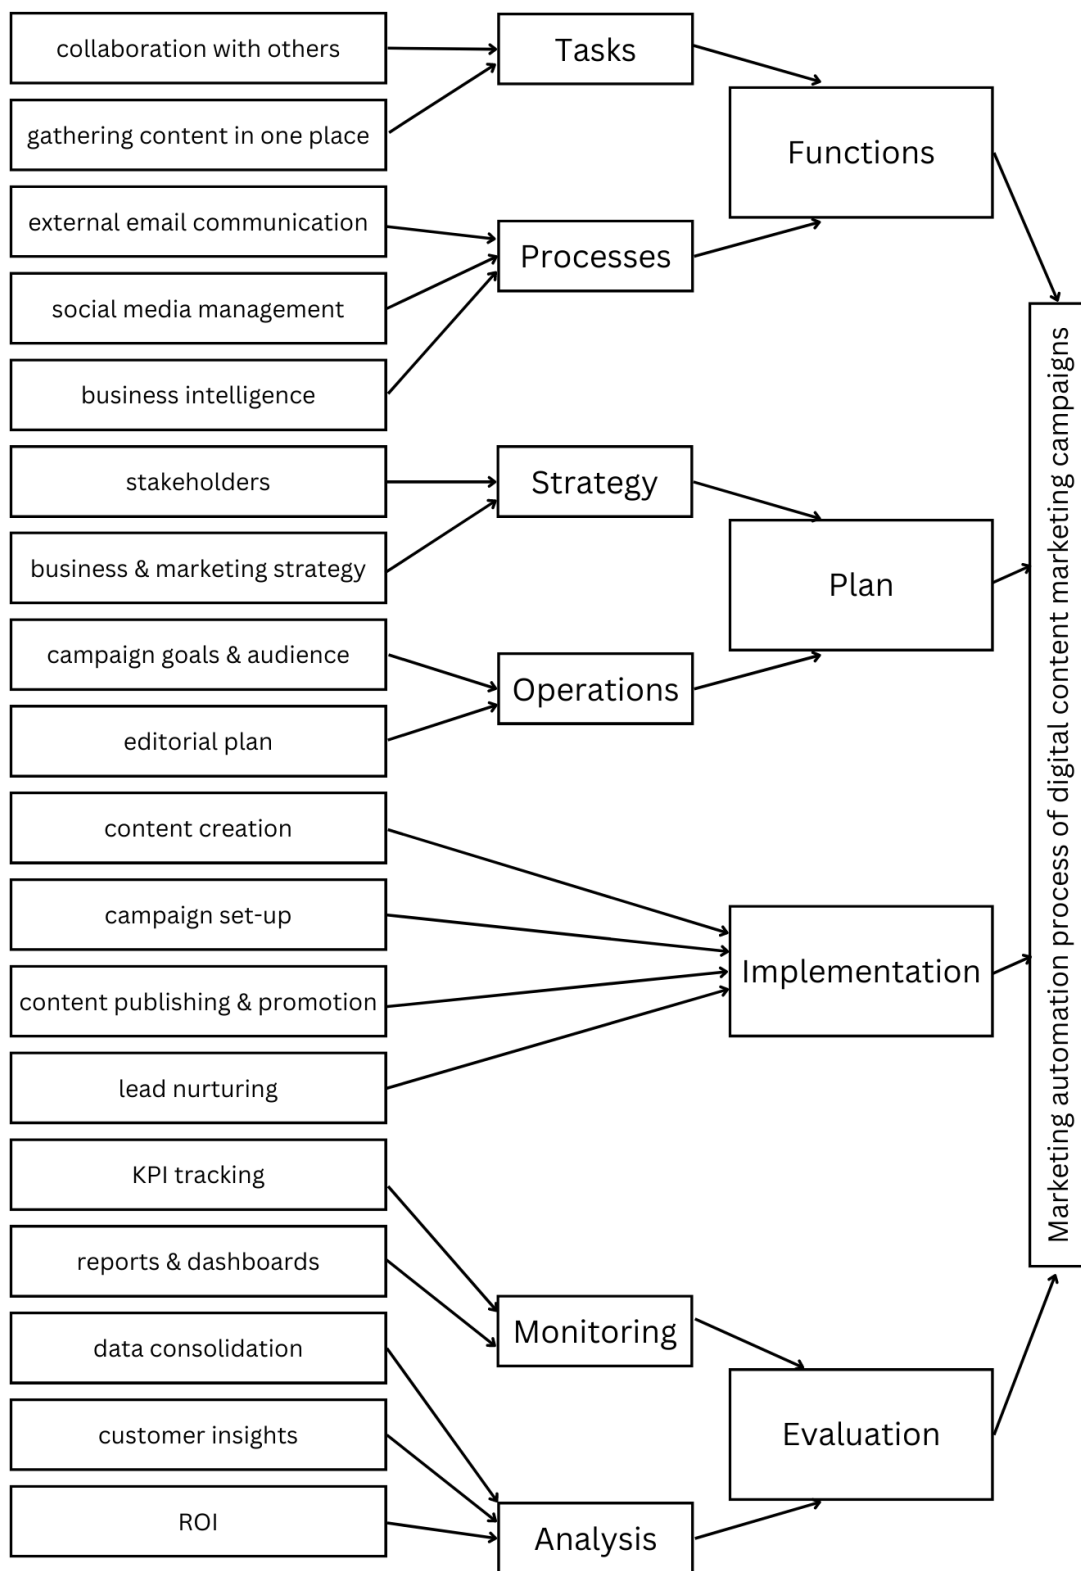 collaboration with others
gathering content in one place
external email communication
social media management
business intelligence
stakeholders
business & marketing strategy
campaign goals & audience
editorial plan
content creation
campaign set-up
content publishing & promotion
lead nurturing
KPI tracking
reports & dashboards
data consolidation
customer insights
ROI
Tasks
Processes
Strategy
Operations
Monitoring
Analysis
Functions
Plan
Implementation
Evaluation
Marketing automation process of digital content marketing campaigns